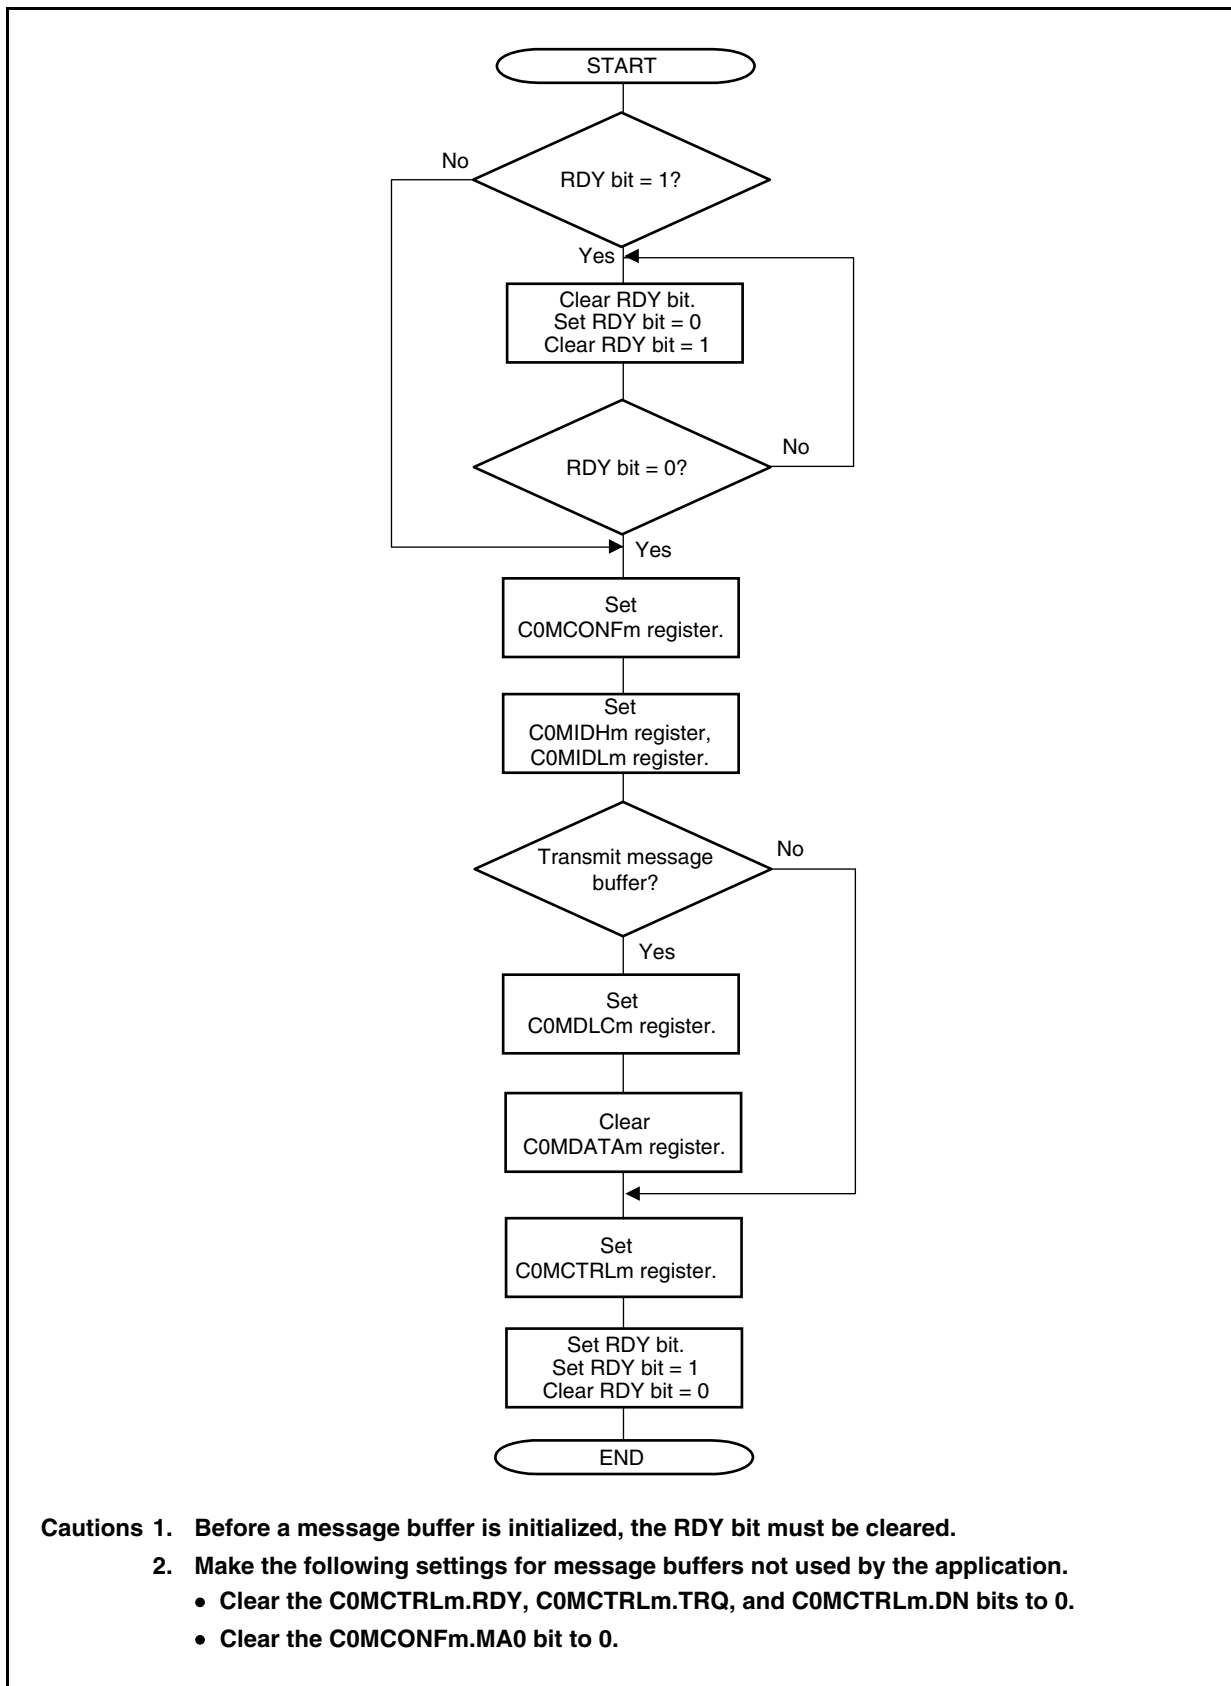 START
No
RDY bit = 1?
Yes
Clear RDY bit.
Set RDY bit = 0
Clear RDY bit = 1
No
RDY bit = 0?
Yes
Set
C0MCONFm register.
Set
C0MIDHm register,
C0MIDLm register.
No
Transmit message
buffer?
Yes
Set
C0MDLCm register.
Clear
C0MDATAm register.
Set
C0MCTRLm register.
Set RDY bit.
Set RDY bit = 1
Clear RDY bit = 0
END
Cautions 1. Before a message buffer is initialized, the RDY bit must be cleared.
2. Make the following settings for message buffers not used by the application.
• Clear the C0MCTRLm.RDY, C0MCTRLm.TRQ, and C0MCTRLm.DN bits to 0.
• Clear the C0MCONFm.MA0 bit to 0.